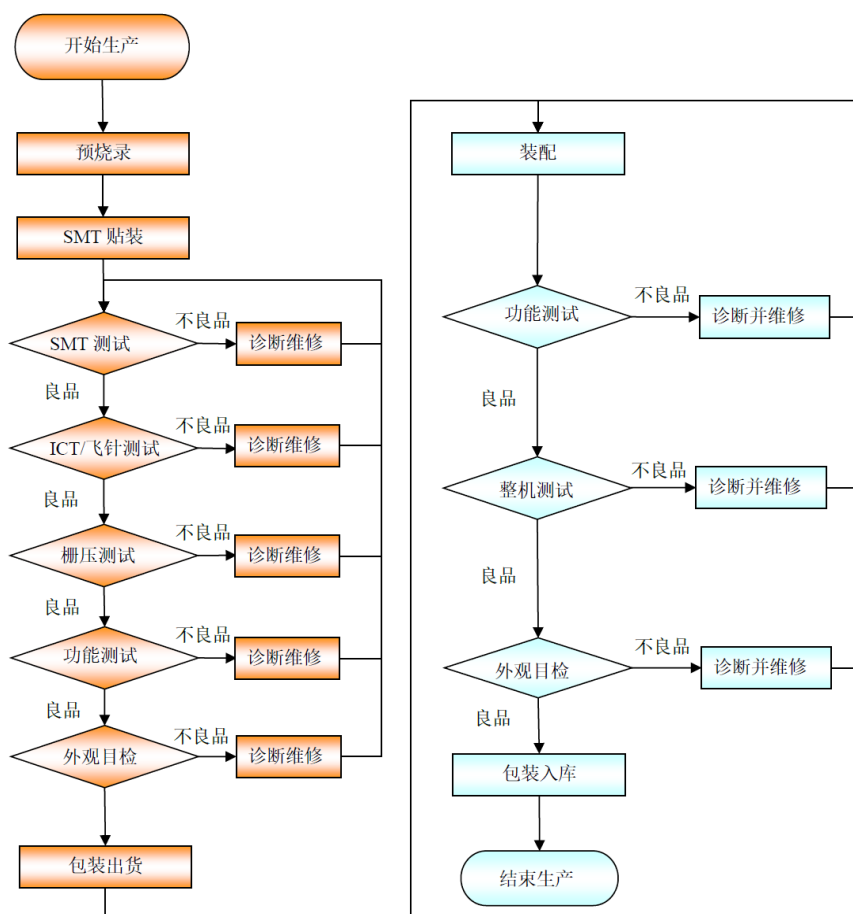 开始生产
预烧录
SMT 贴装
SMT 测试
不良品
诊断维修
良品
ICT/飞针测试
不良品
诊断维修
良品
栅压测试
不良品
诊断维修
良品
功能测试
不良品
诊断维修
良品
外观目检
不良品
诊断维修
包装出货
装配
功能测试
不良品
诊断并维修
良品
整机测试
不良品
诊断并维修
良品
外观目检
不良品
诊断并维修
良品
包装入库
结束生产